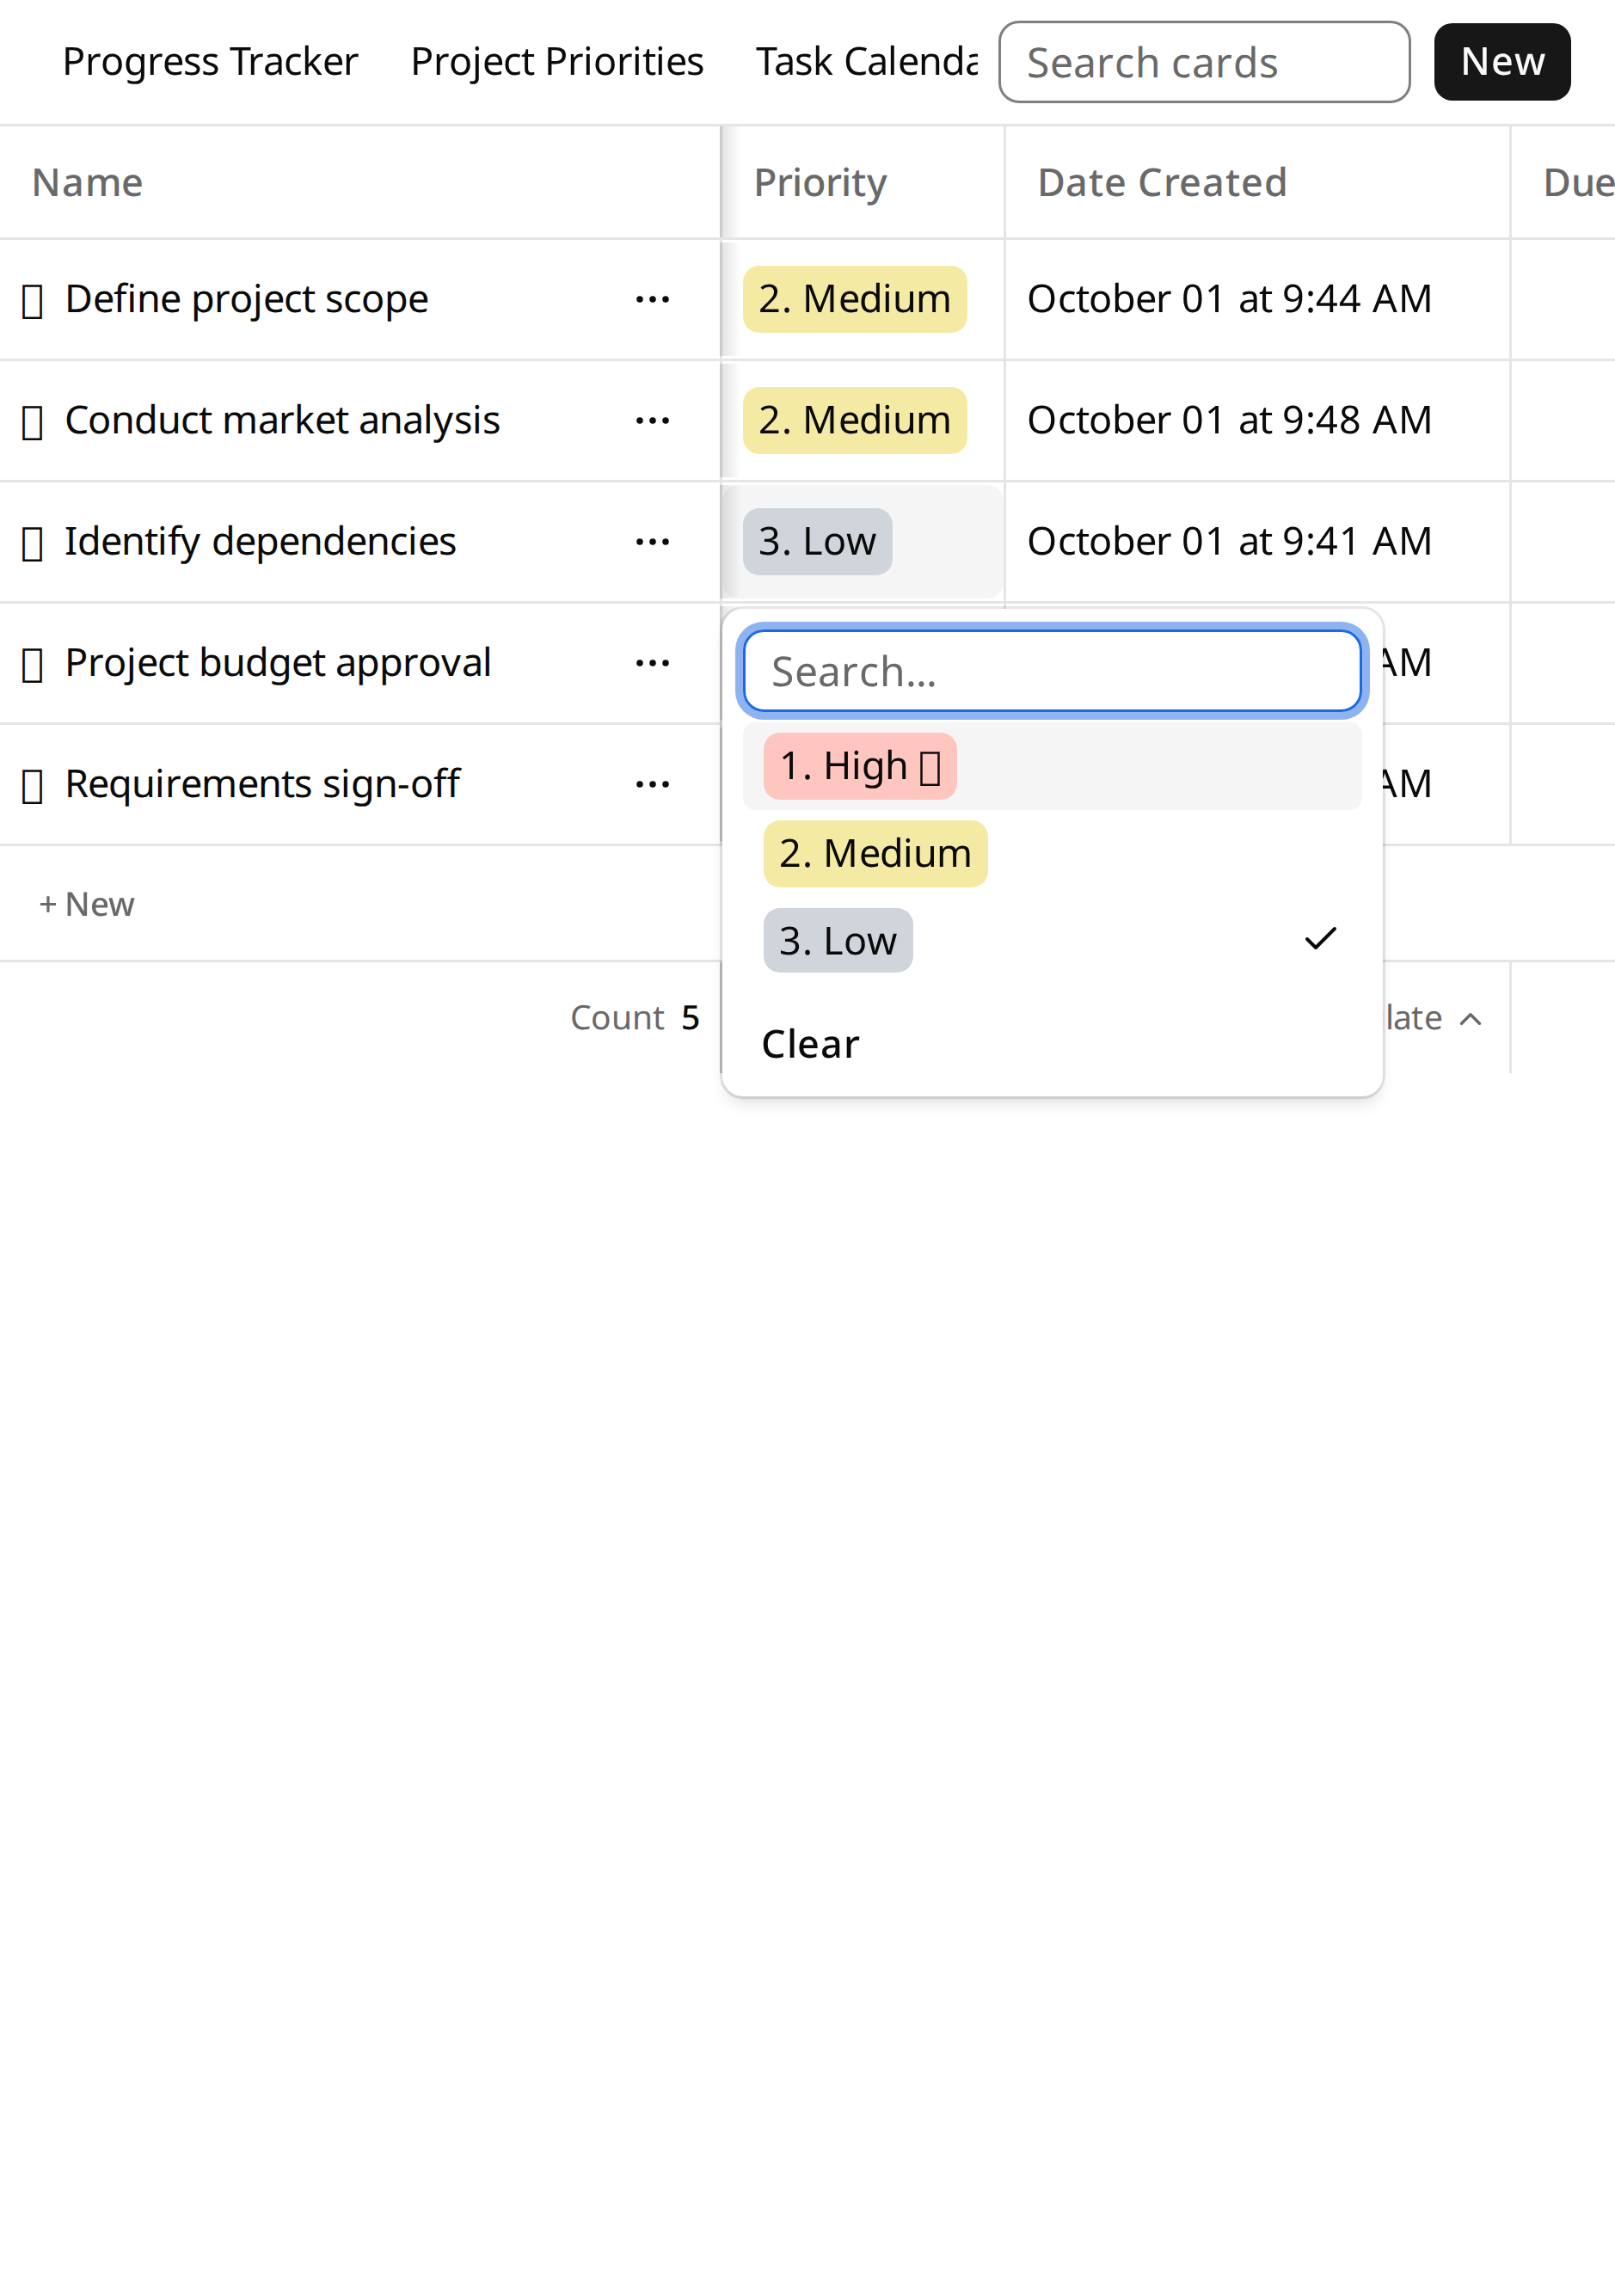 Progress Tracker Project Priorities Task Calenda Search cards New
Name Priority Date Created Due
Define project scope ••• 2. Medium October 01 at 9:44 AM
Conduct market analysis ••• 2. Medium October 01 at 9:48 AM
Identify dependencies ••• 3. Low October 01 at 9:41 AM
Project budget approval ••• AM
Search...
Requirements sign-off ••• AM
1. High
2. Medium
+ New
3. Low
Count 5 late
Clear